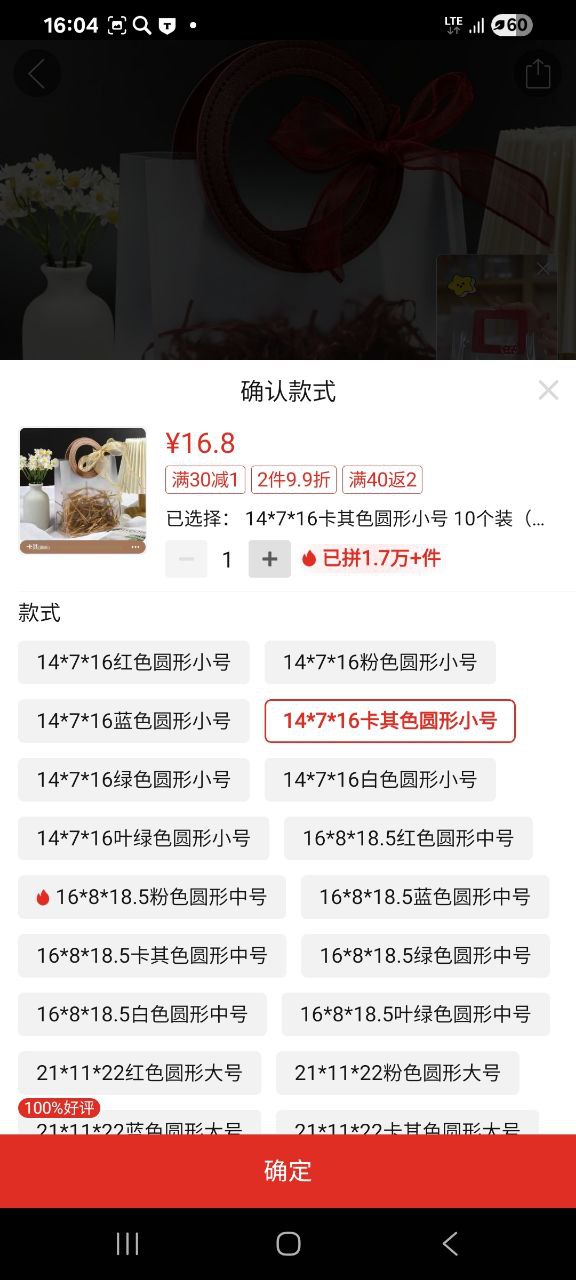 16:04 LTE 60
确认款式
¥16.8
满30减1 2件9.9折 满40返2
已选择： 14*7*16卡其色圆形小号 10个装（...
1 已拼1.7万+件
款式
14*7*16红色圆形小号 14*7*16粉色圆形小号
14*7*16蓝色圆形小号 14*7*16卡其色圆形小号
14*7*16绿色圆形小号 14*7*16白色圆形小号
14*7*16叶绿色圆形小号 16*8*18.5红色圆形中号
16*8*18.5粉色圆形中号 16*8*18.5蓝色圆形中号
16*8*18.5卡其色圆形中号 16*8*18.5绿色圆形中号
16*8*18.5白色圆形中号 16*8*18.5叶绿色圆形中号
21*11*22红色圆形大号 21*11*22粉色圆形大号
100%好评
21*11*22蓝色圆形大号 21*11*22卡其色圆形大号
确定